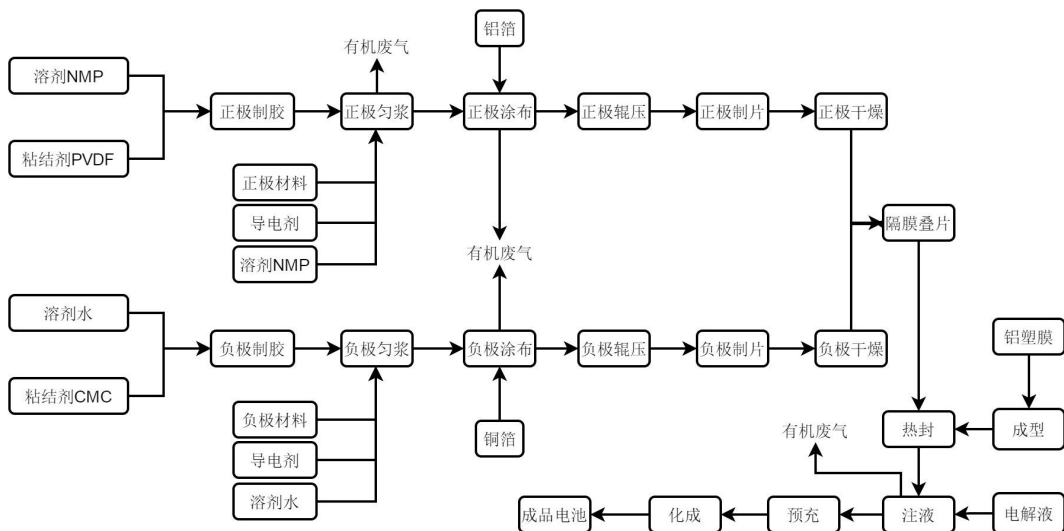 铝箔
有机废气
溶剂NMP
正极制胶
正极匀浆
正极涂布
正极辊压
正极制片
正极干燥
粘结剂PVDF
正极材料
导电剂
溶剂NMP
隔膜叠片
有机废气
溶剂水
负极制胶
负极匀浆
负极涂布
负极辊压
负极制片
负极干燥
铝塑膜
粘结剂CMC
负极材料
导电剂
溶剂水
铜箔
有机废气
热封
成型
成品电池
化成
预充
注液
电解液